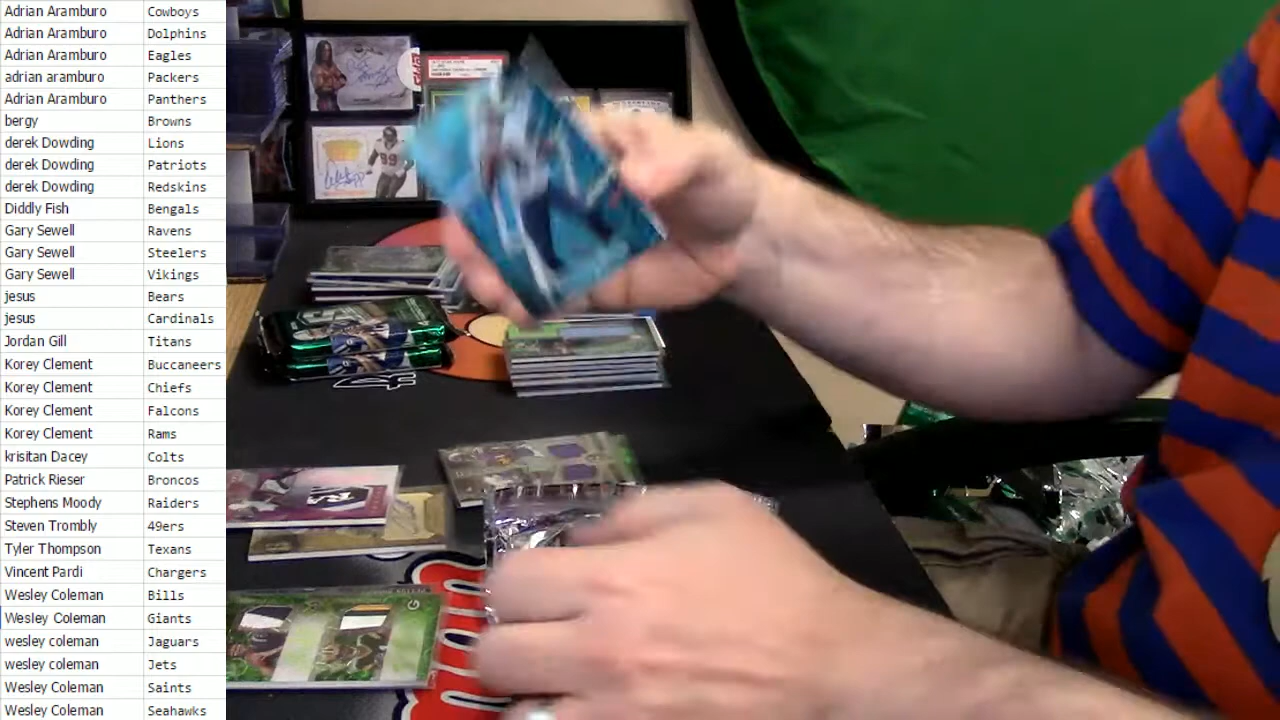 Adrian Aramburo Cowboys
Adrian Aramburo Dolphins
Adrian Aramburo Eagles
adrian aramburo Packers
Adrian Aramburo Panthers
bergy Browns
derek Dowding Lions
derek Dowding Patriots
derek Dowding Redskins
Diddly Fish Bengals
Gary Sewell Ravens
Gary Sewell Steelers
Gary Sewell Vikings
jesus Bears
jesus Cardinals
Jordan Gill Titans
Korey Clement Buccaneers
Korey Clement Chiefs
Korey Clement Falcons
Korey Clement Rams
krisitan Dacey Colts
Patrick Rieser Broncos
Stephens Moody Raiders
Steven Trombly 49ers
Tyler Thompson Texans
Vincent Pardi Chargers
Wesley Coleman Bills
Wesley Coleman Giants
wesley coleman Jaguars
wesley coleman Jets
Wesley Coleman Saints
Wesley Coleman Seahawks